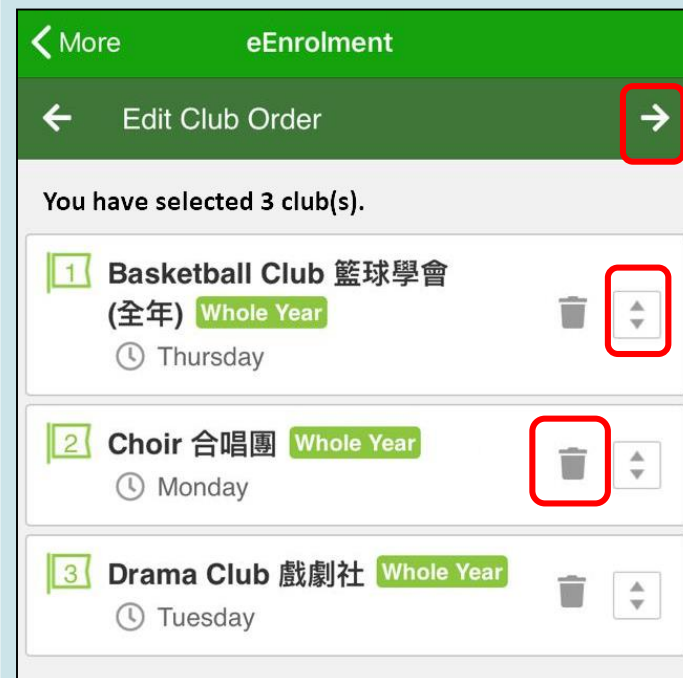 More eEnrolment
Edit Club Order
You have selected 3 club(s).
1 Basketball Club 籃球學會
(全年) Whole Year
Thursday
2 Choir 合唱團 Whole Year
Monday
3 Drama Club 戲劇社 Whole Year
Tuesday